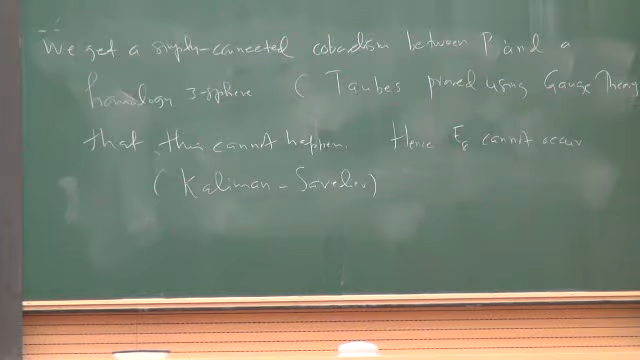 We get a simply-connected cobordism between P and a
homology 3-sphere ( Taubes proved using Gauge Theory
that this cannot happen. Hence E8 cannot occur
( Kaliman - Saveliev)